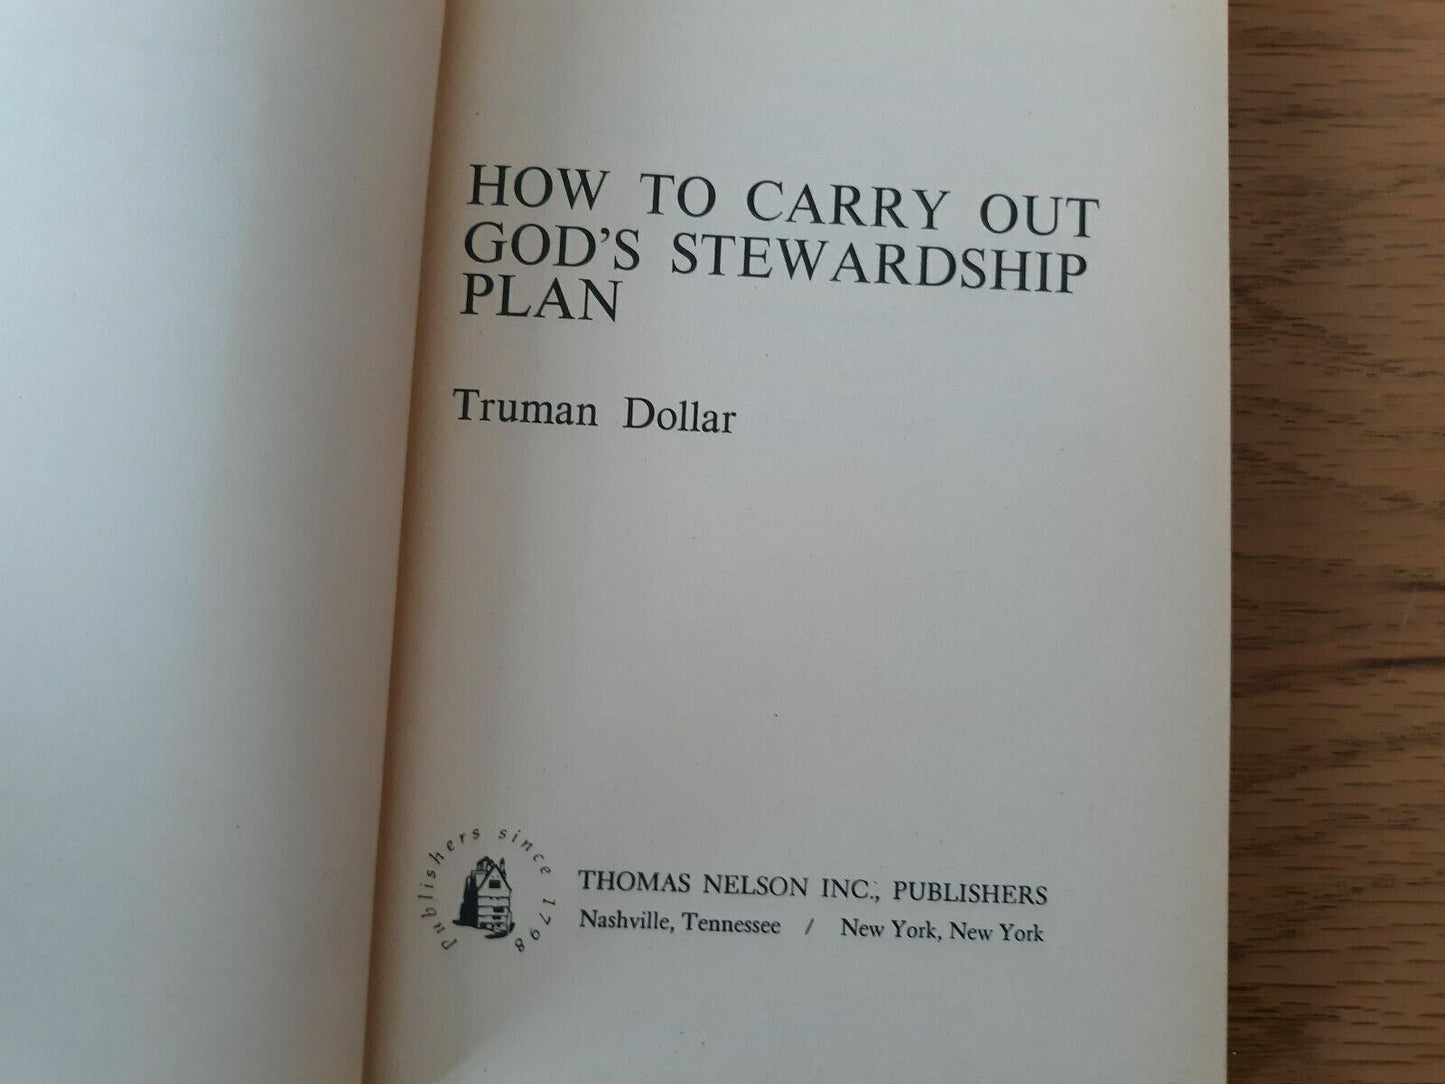 HOW TO CARRY OUT
GOD'S STEWARDSHIP
PLAN
Truman Dollar
publishers since 1798
THOMAS NELSON INC., PUBLISHERS
Nashville, Tennessee / New York, New York